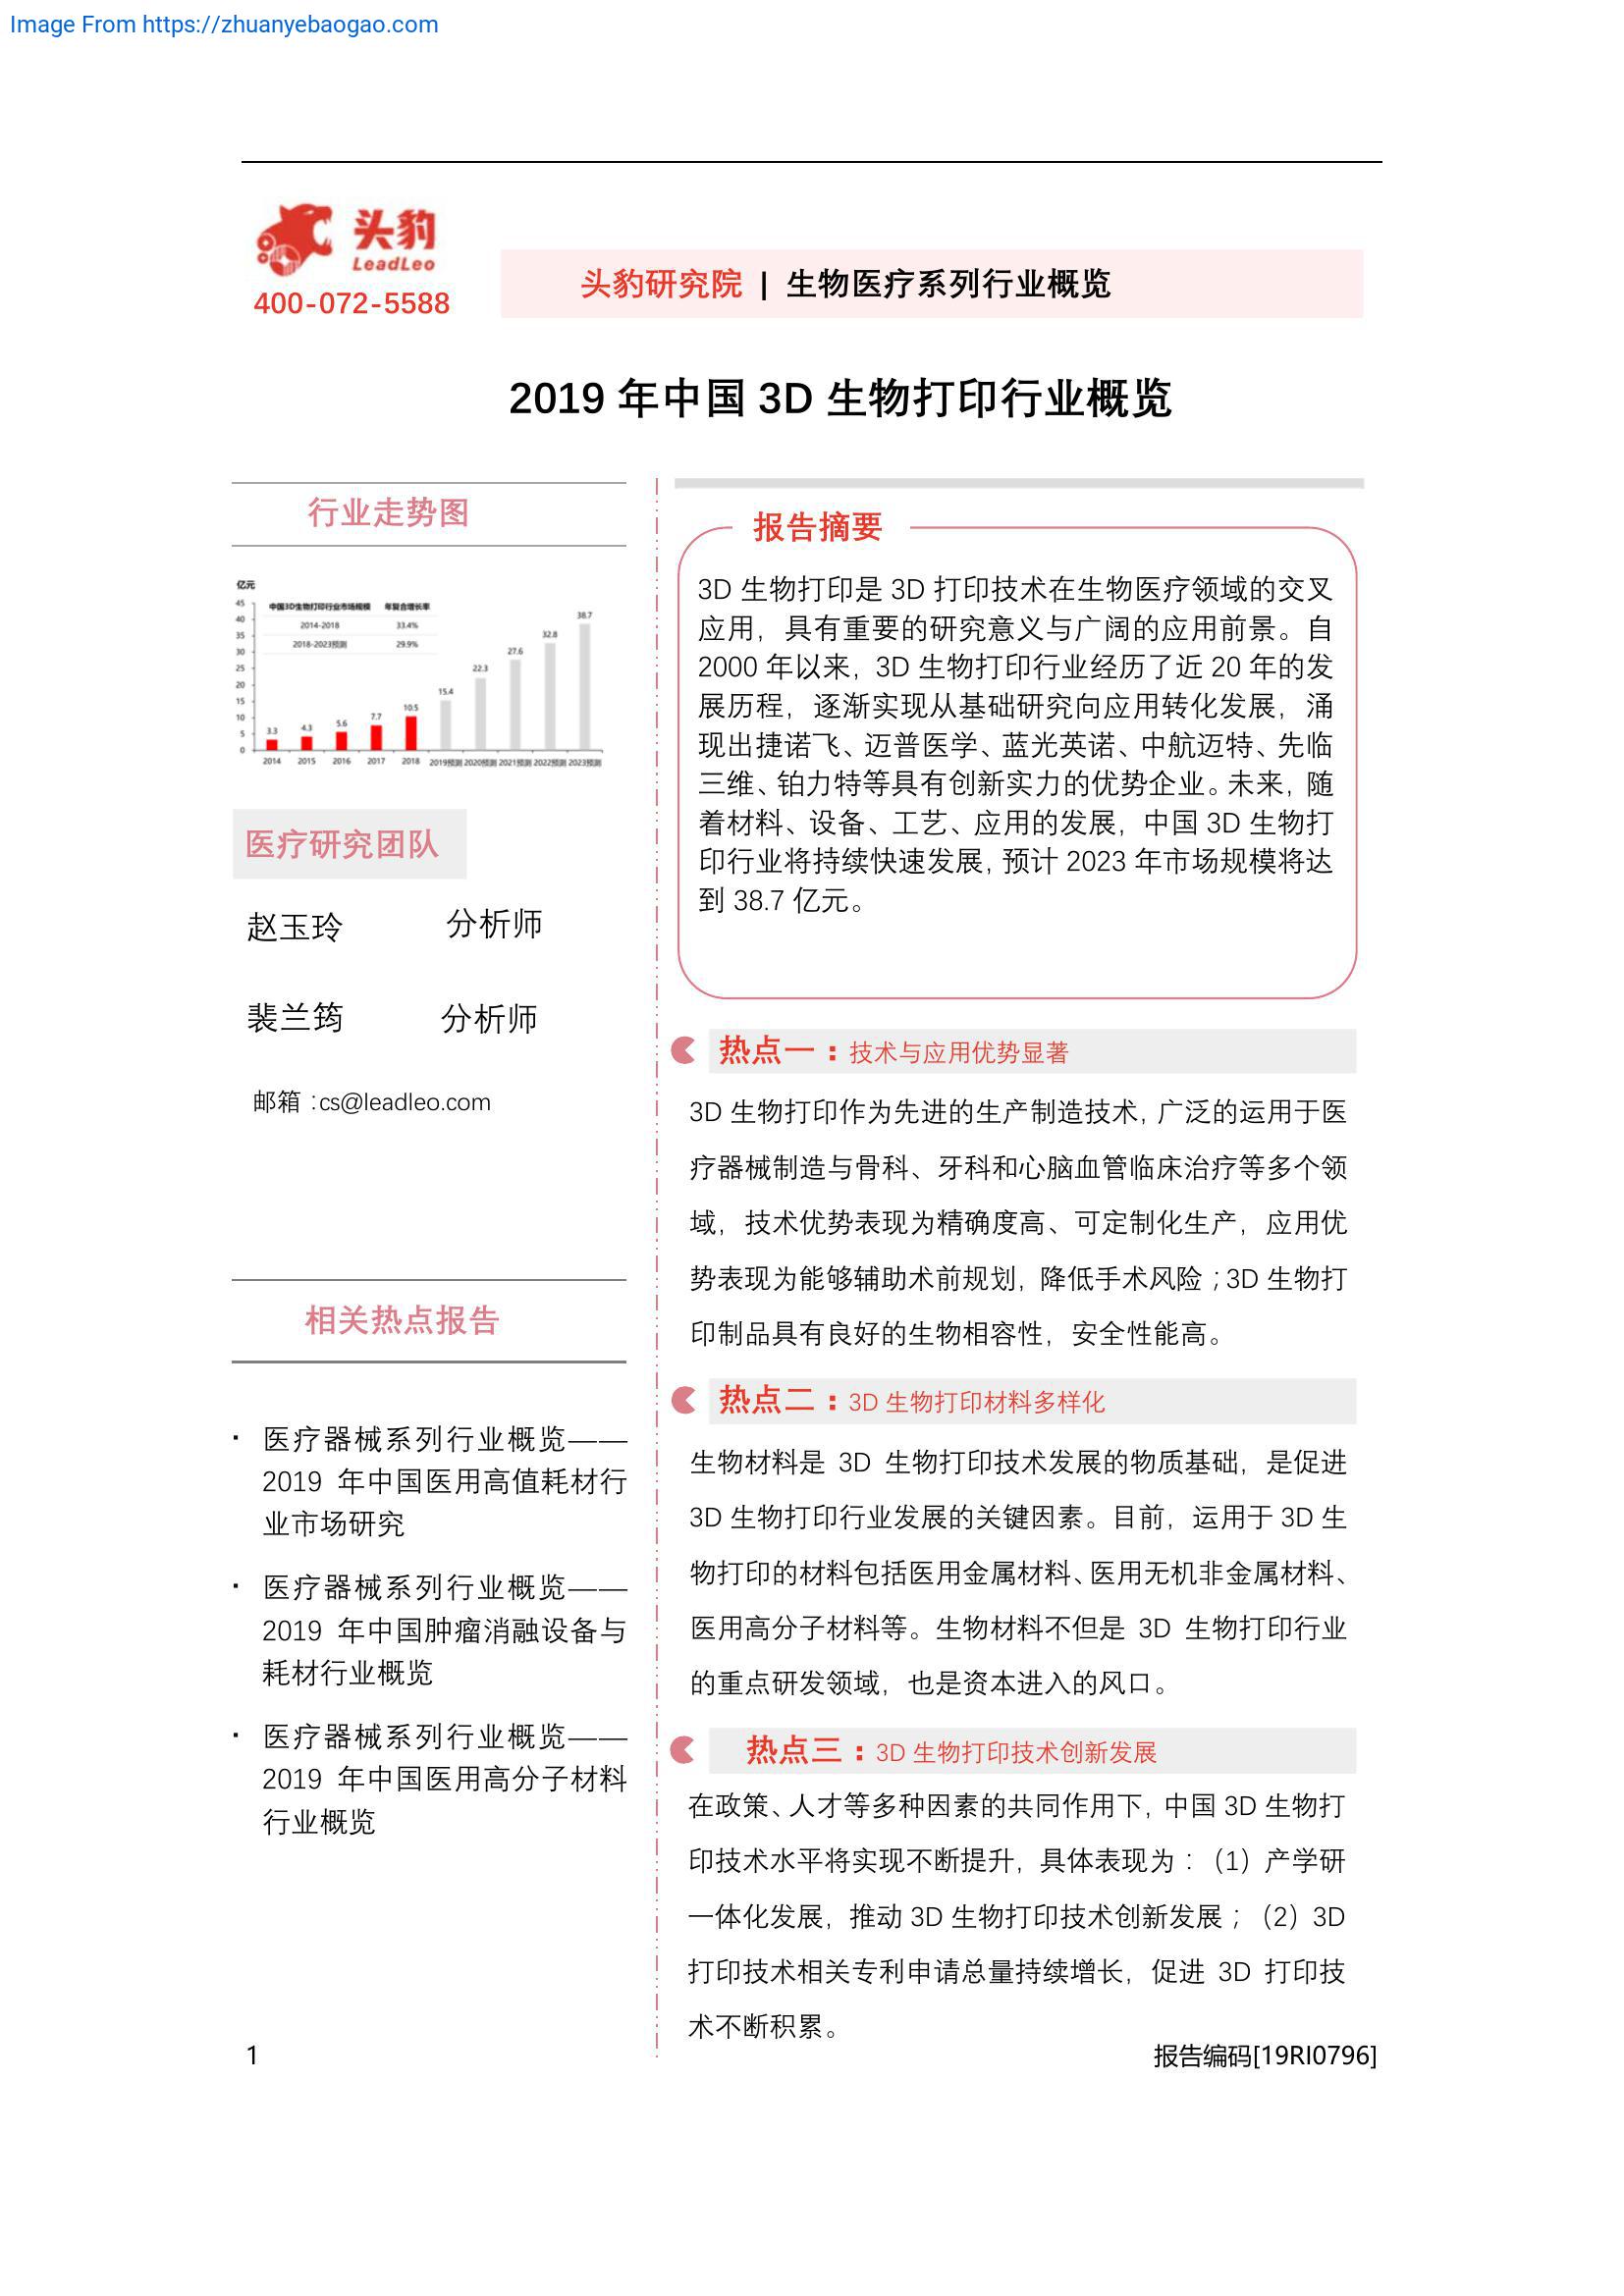 Image From https://zhuanyebaogao.com
头豹
LeadLeo
400-072-5588
头豹研究院 | 生物医疗系列行业概览
2019 年中国 3D 生物打印行业概览
行业走势图
亿元
中国3D生物打印行业市场规模 年复合增长率
2014-2018 33.4%
2018-2023预测 29.9%
45
40
35
30
25
20
15
10
5
0
3.3
4.3
5.6
7.7
10.5
15.4
22.3
27.6
32.8
38.7
2014 2015 2016 2017 2018 2019预测 2020预测 2021预测 2022预测 2023预测
医疗研究团队
赵玉玲 分析师
裴兰筠 分析师
邮箱：cs@leadleo.com
相关热点报告
· 医疗器械系列行业概览——
2019 年中国医用高值耗材行
业市场研究
· 医疗器械系列行业概览——
2019 年中国肿瘤消融设备与
耗材行业概览
· 医疗器械系列行业概览——
2019 年中国医用高分子材料
行业概览
报告摘要
3D 生物打印是 3D 打印技术在生物医疗领域的交叉
应用，具有重要的研究意义与广阔的应用前景。自
2000 年以来，3D 生物打印行业经历了近 20 年的发
展历程，逐渐实现从基础研究向应用转化发展，涌
现出捷诺飞、迈普医学、蓝光英诺、中航迈特、先临
三维、铂力特等具有创新实力的优势企业。未来，随
着材料、设备、工艺、应用的发展，中国 3D 生物打
印行业将持续快速发展，预计 2023 年市场规模将达
到 38.7 亿元。
热点一：技术与应用优势显著
3D 生物打印作为先进的生产制造技术，广泛的运用于医
疗器械制造与骨科、牙科和心脑血管临床治疗等多个领
域，技术优势表现为精确度高、可定制化生产，应用优
势表现为能够辅助术前规划，降低手术风险；3D 生物打
印制品具有良好的生物相容性，安全性能高。
热点二：3D 生物打印材料多样化
生物材料是 3D 生物打印技术发展的物质基础，是促进
3D 生物打印行业发展的关键因素。目前，运用于 3D 生
物打印的材料包括医用金属材料、医用无机非金属材料、
医用高分子材料等。生物材料不但是 3D 生物打印行业
的重点研发领域，也是资本进入的风口。
热点三：3D 生物打印技术创新发展
在政策、人才等多种因素的共同作用下，中国 3D 生物打
印技术水平将实现不断提升，具体表现为：（1）产学研
一体化发展，推动 3D 生物打印技术创新发展；（2）3D
打印技术相关专利申请总量持续增长，促进 3D 打印技
术不断积累。
1
报告编码[19RI0796]